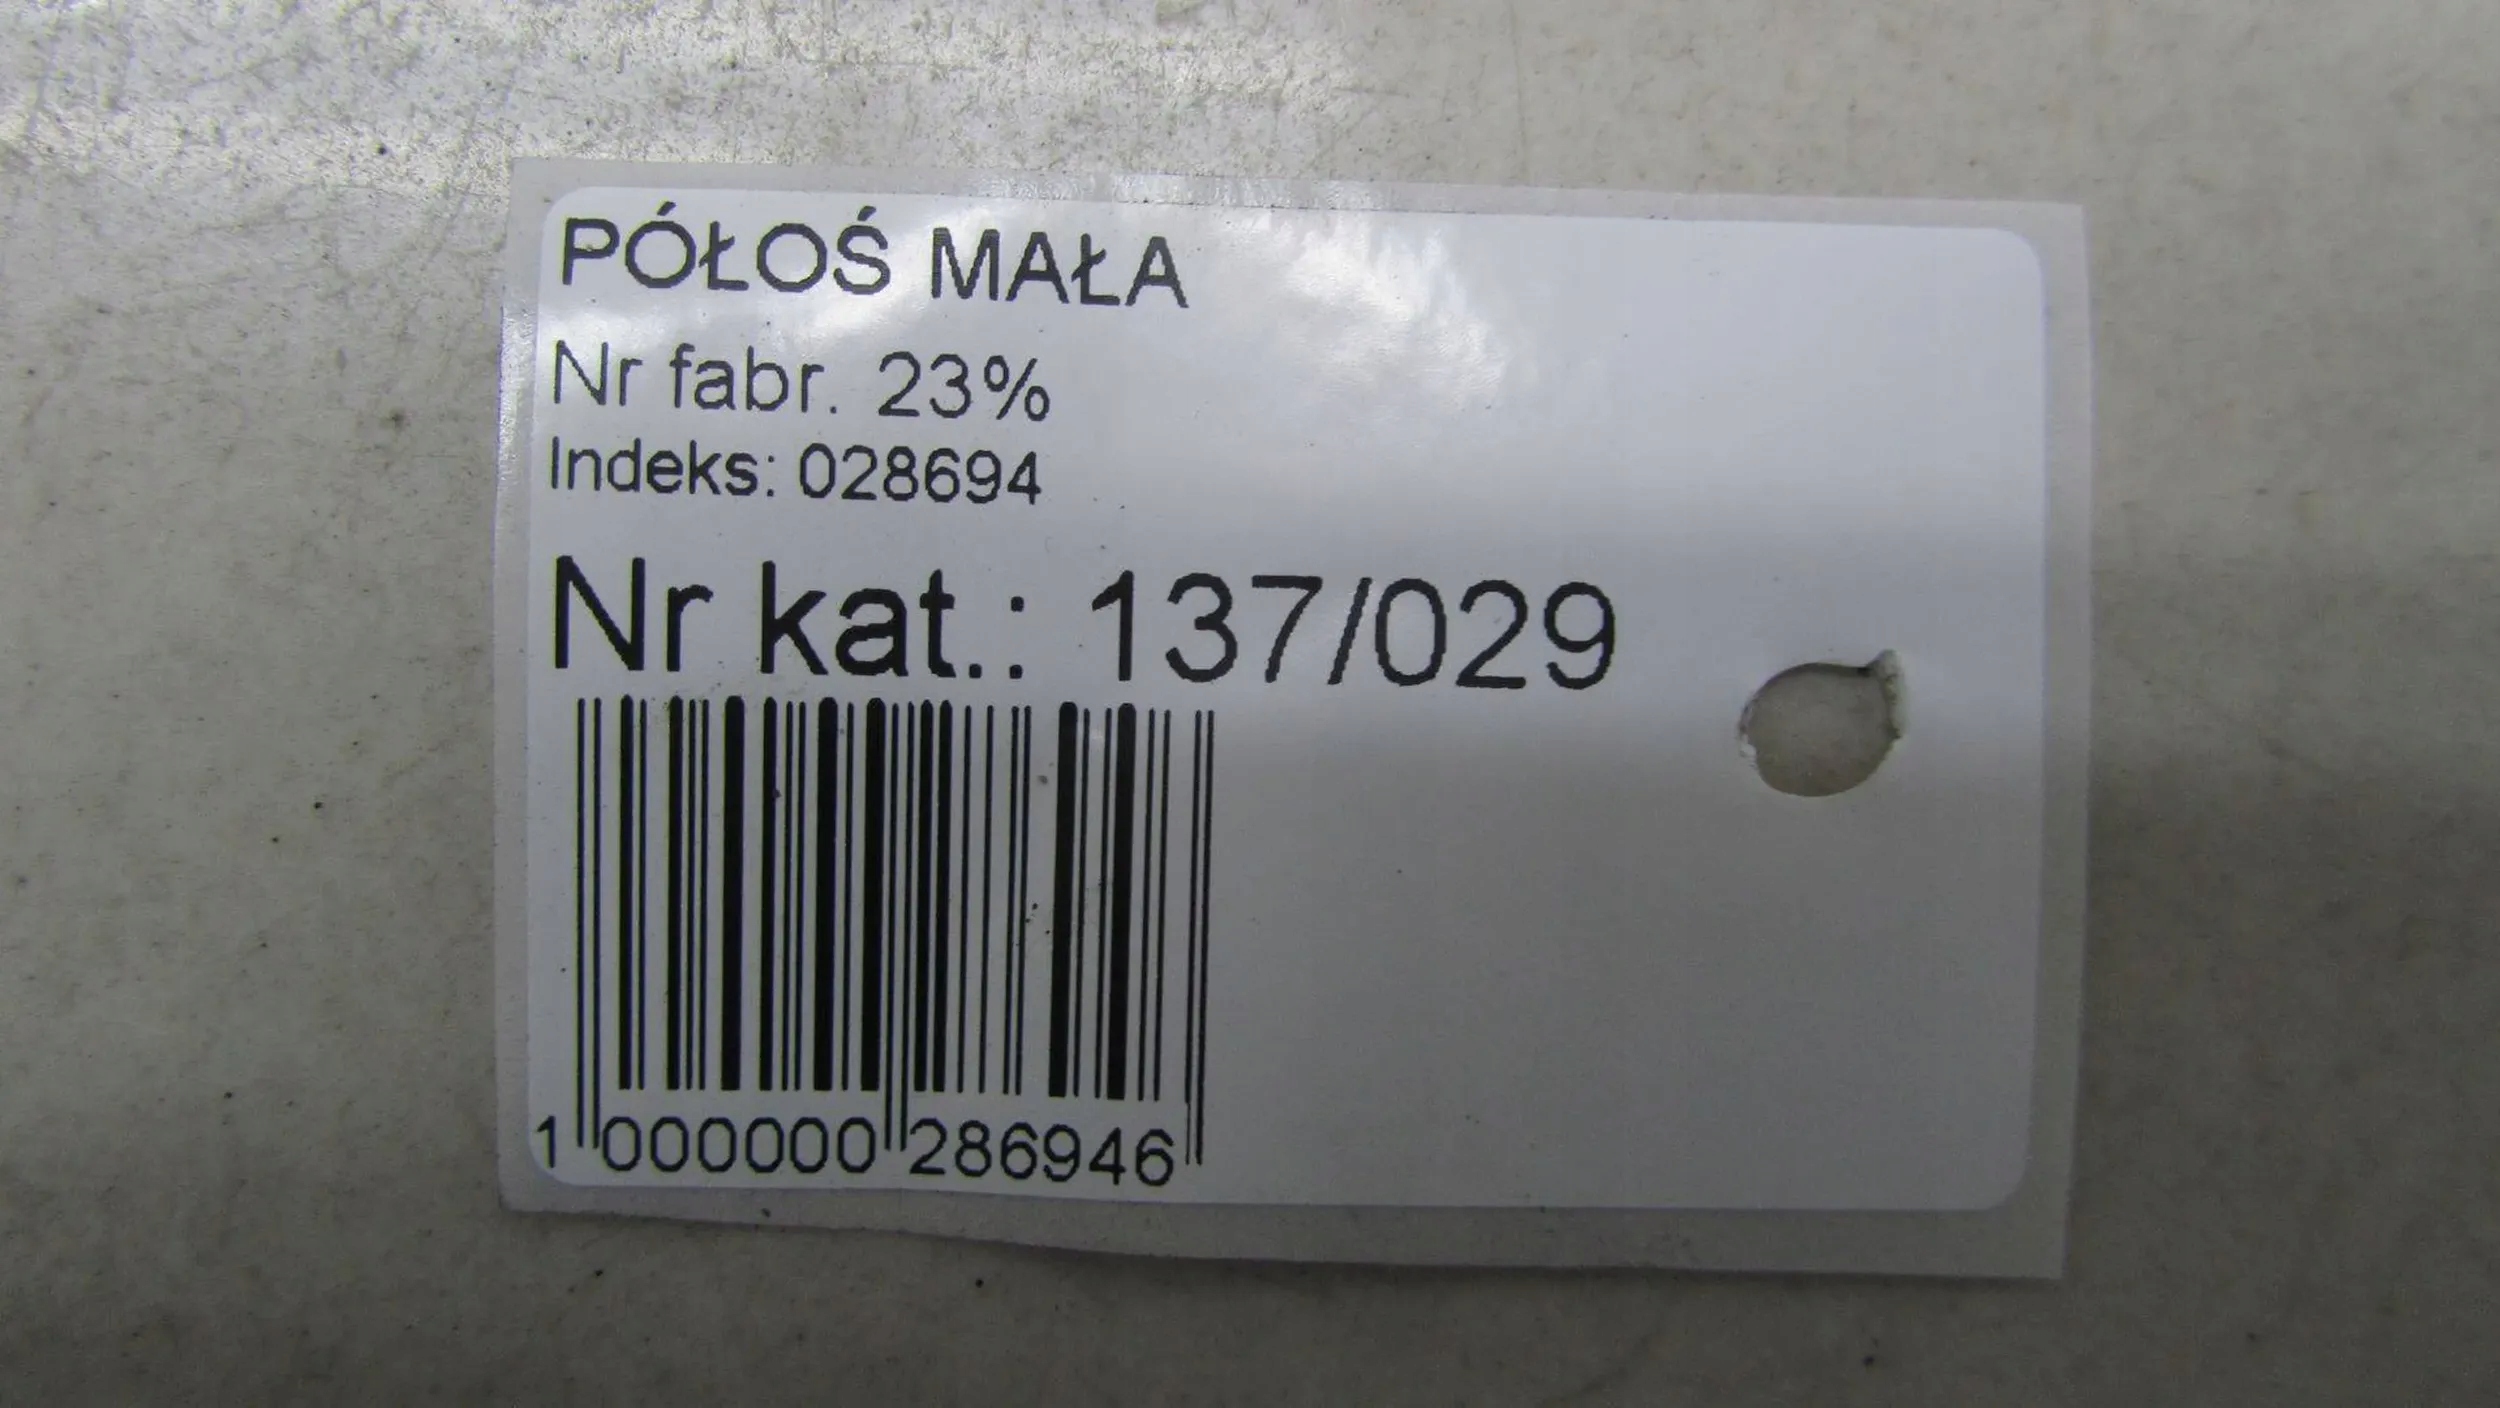 PÓŁOŚ MAŁA
Nr fabr. 23%
Indeks: 028694
Nr kat.: 137/029
1 000000 286946